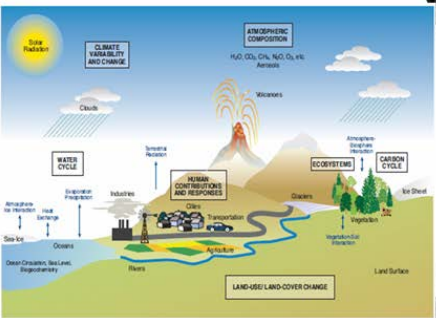 Solar
Radiation
CLIMATE
VARIABILITY
AND CHANGE
ATMOSPHERIC
COMPOSITION
H₂O, CO₂, CH₄, N₂O, O₃, etc
Aerosols
Clouds
Volcanoes
WATER
CYCLE
Terrestrial
Radiation
Atmosphere-
Biosphere
Interaction
HUMAN
CONTRIBUTIONS
AND RESPONSES
ECOSYSTEMS
CARBON
CYCLE
Atmosphere-
Ice Interaction
Heat
Exchange
Evaporation
Precipitation
Industries
Cities
Transportation
Glaciers
Ice Sheet
Vegetation
Sea-Ice
Oceans
Agriculture
Vegetation-Soil
Interaction
Ocean Circulation, Sea Level,
Biogeochemistry
Rivers
Land Surface
LAND-USE/ LAND-COVER CHANGE